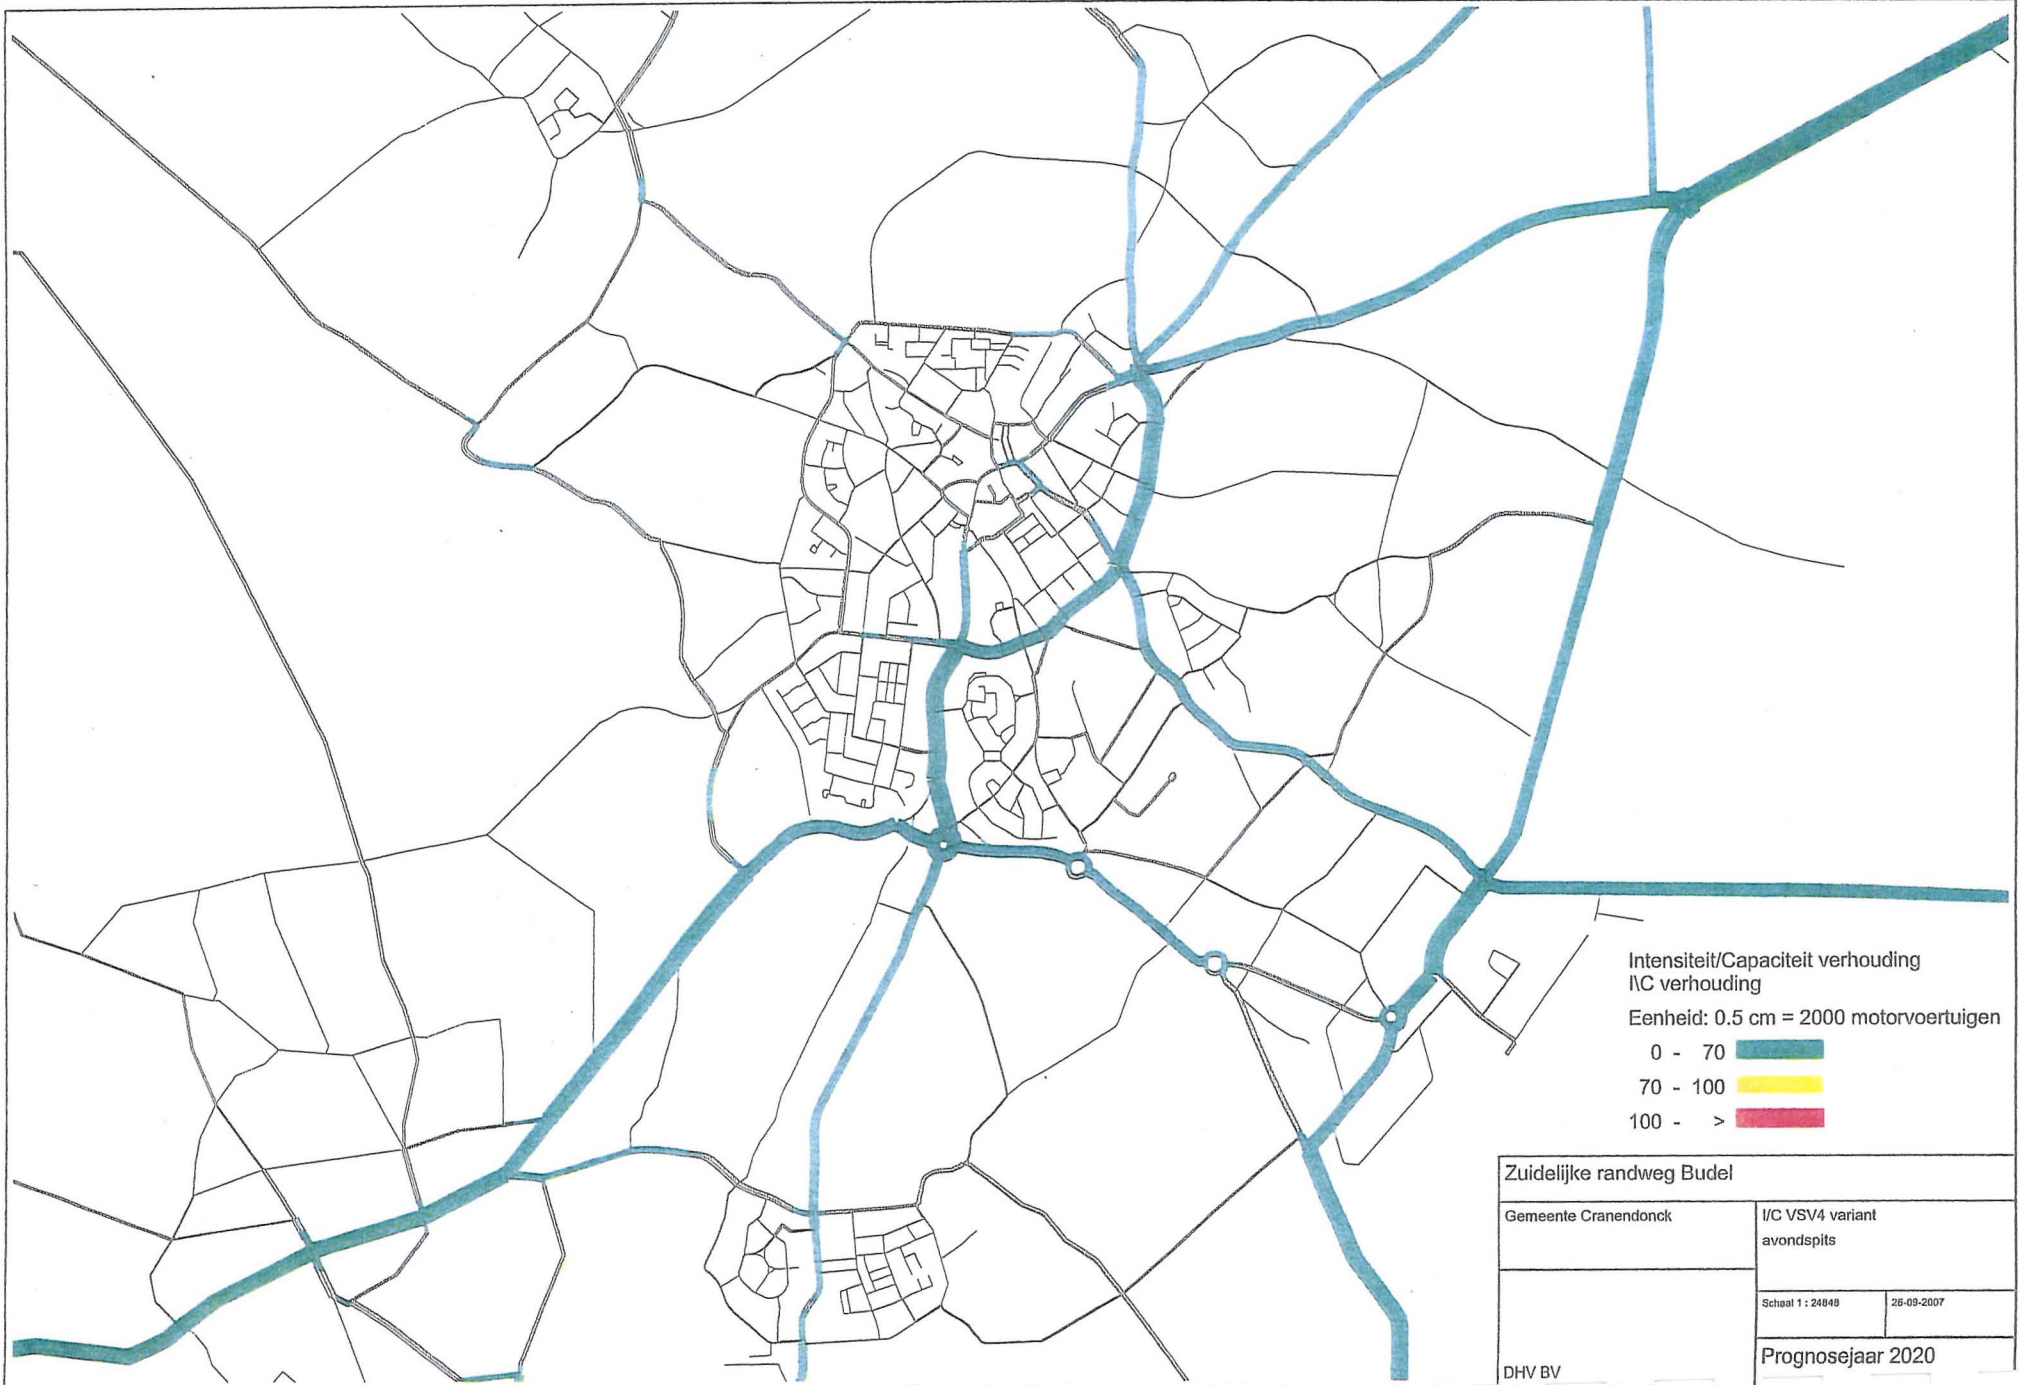 Intensiteit/Capaciteit verhouding
I\C verhouding
Eenheid: 0.5 cm = 2000 motorvoertuigen
0 - 70
70 - 100
100 - >
Zuidelijke randweg Budel
Gemeente Cranendonck
I/C VSV4 variant
avondspits
Schaal 1 : 24848
26-09-2007
Prognosejaar 2020
DHV BV